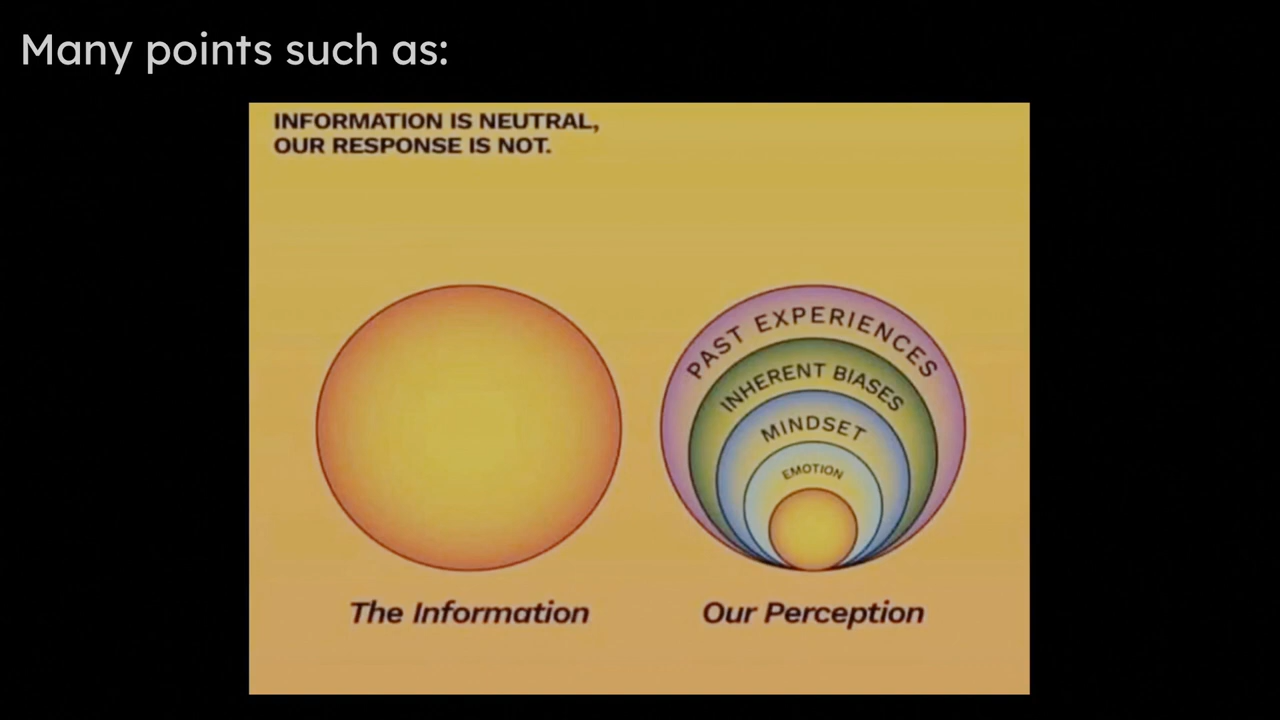 Many points such as:
INFORMATION IS NEUTRAL,
OUR RESPONSE IS NOT.
PAST EXPERIENCES
INHERENT BIASES
MINDSET
EMOTION
The Information
Our Perception